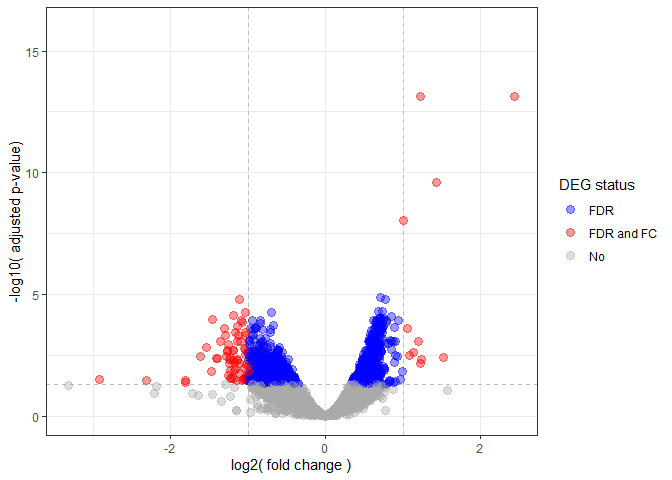 15
10
5
0
-2
0
2
-log10( adjusted p-value)
log2( fold change )
DEG status
FDR
FDR and FC
No